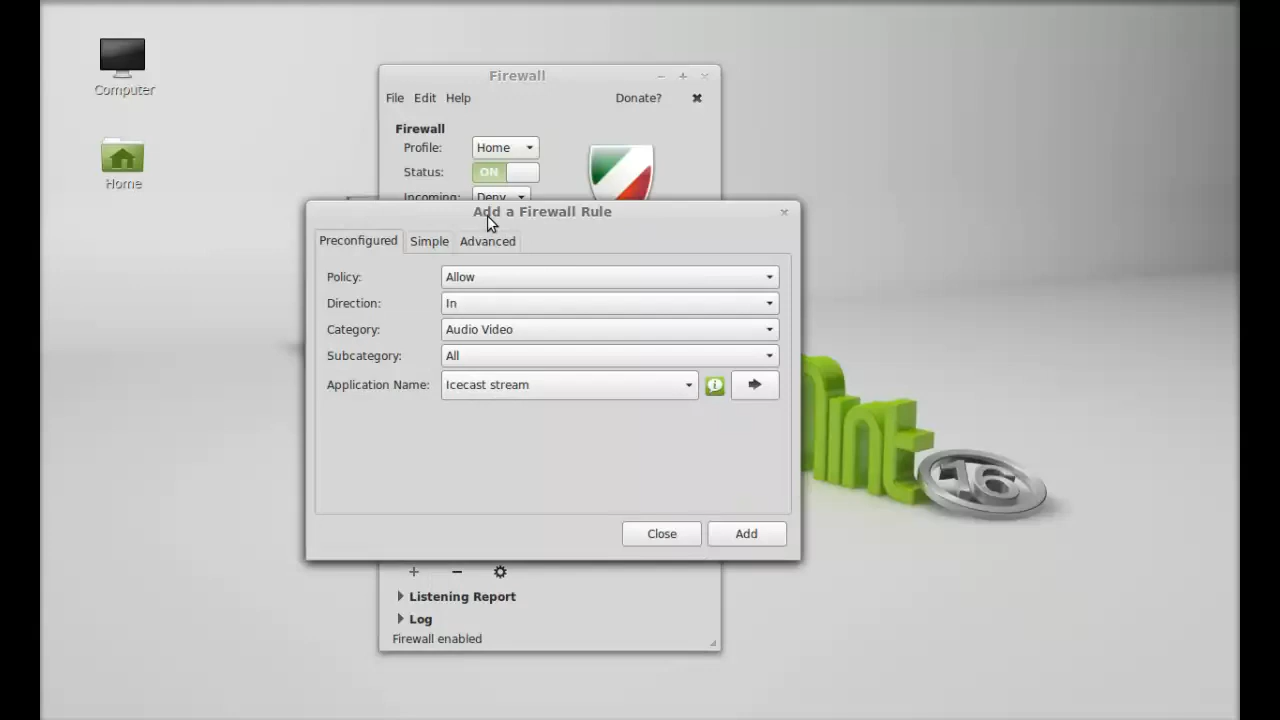 Computer
Home
Firewall
File Edit Help Donate? ✖
Firewall
Profile: Home
Status: ON
Incoming: Deny
Add a Firewall Rule
Preconfigured Simple Advanced
Policy: Allow
Direction: In
Category: Audio Video
Subcategory: All
Application Name: Icecast stream
Close Add
Listening Report
Log
Firewall enabled
16